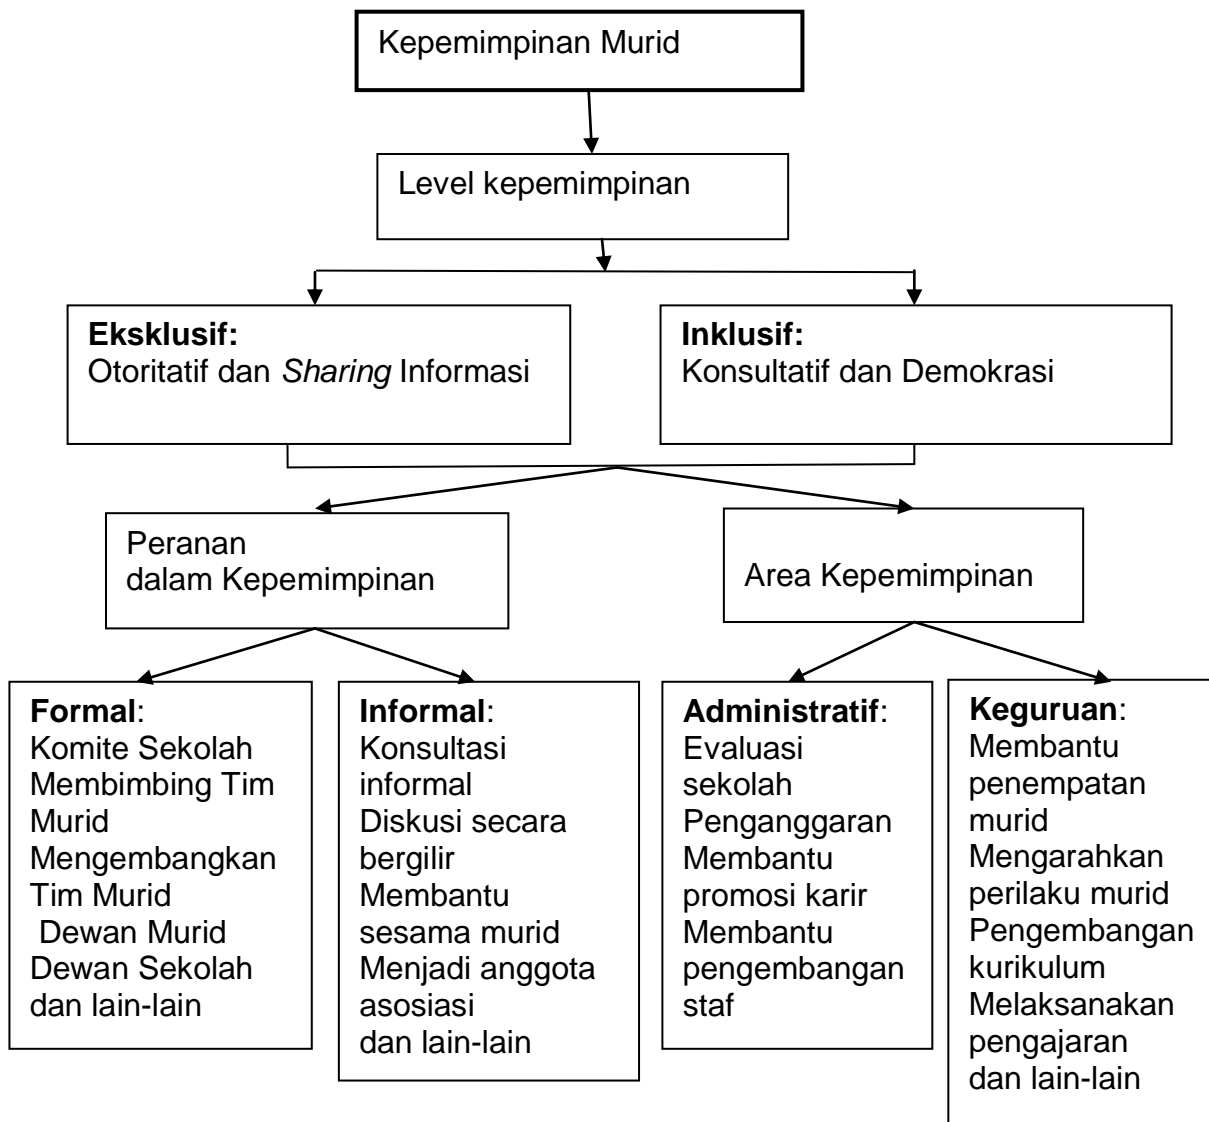 Kepemimpinan Murid
Level kepemimpinan
Eksklusif:
Otoritatif dan Sharing Informasi
Inklusif:
Konsultatif dan Demokrasi
Peranan
dalam Kepemimpinan
Area Kepemimpinan
Formal:
Komite Sekolah
Membimbing Tim
Murid
Mengembangkan
Tim Murid
Dewan Murid
Dewan Sekolah
dan lain-lain
Informal:
Konsultasi
informal
Diskusi secara
bergilir
Membantu
sesama murid
Menjadi anggota
asosiasi
dan lain-lain
Administratif:
Evaluasi
sekolah
Penganggaran
Membantu
promosi karir
Membantu
pengembangan
staf
Keguruan:
Membantu
penempatan
murid
Mengarahkan
perilaku murid
Pengembangan
kurikulum
Melaksanakan
pengajaran
dan lain-lain